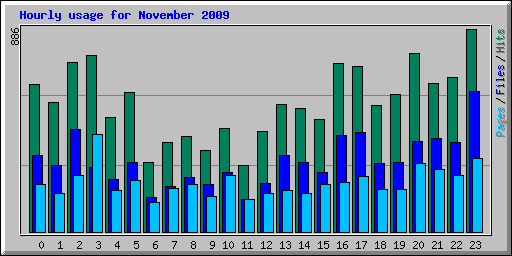 Hourly usage for November 2009
886
Pages / Files / Hits
0 1 2 3 4 5 6 7 8 9 10 11 12 13 14 15 16 17 18 19 20 21 22 23